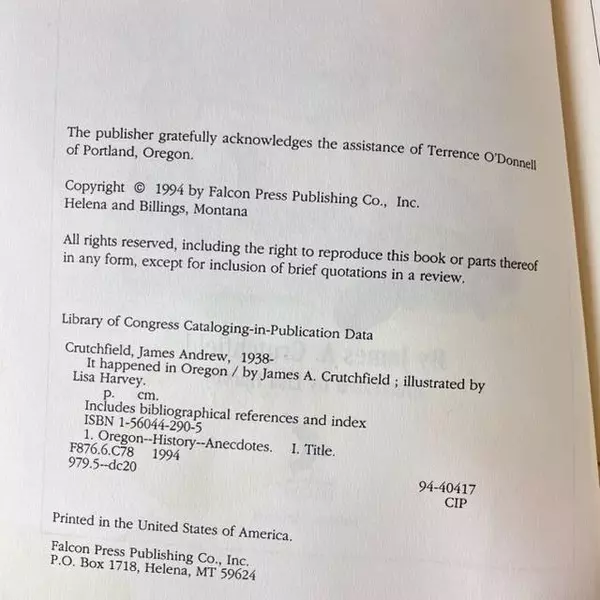 The publisher gratefully acknowledges the assistance of Terrence O'Donnell
of Portland, Oregon.
Copyright © 1994 by Falcon Press Publishing Co., Inc.
Helena and Billings, Montana
All rights reserved, including the right to reproduce this book or parts thereof
in any form, except for inclusion of brief quotations in a review.
Library of Congress Cataloging-in-Publication Data
Crutchfield, James Andrew, 1938-
It happened in Oregon / by James A. Crutchfield ; illustrated by
Lisa Harvey.
p. cm.
Includes bibliographical references and index
ISBN 1-56044-290-5
1. Oregon--History--Anecdotes. I. Title.
F876.6.C78 1994
979.5--dc20
94-40417
CIP
Printed in the United States of America.
Falcon Press Publishing Co., Inc.
P.O. Box 1718, Helena, MT 59624